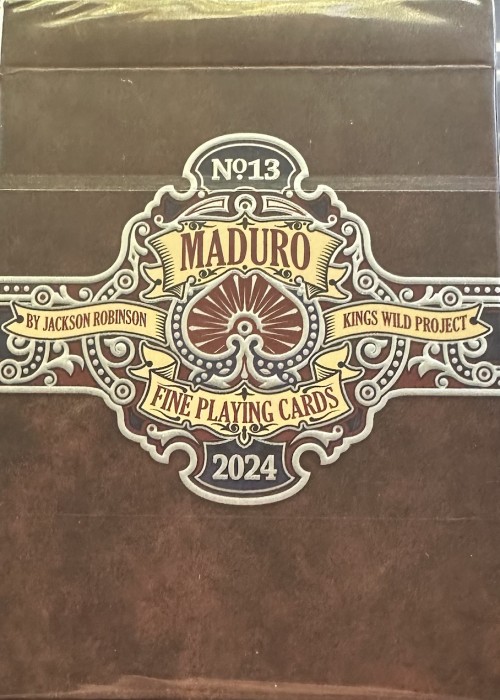 Nº13
MADURO
BY JACKSON ROBINSON
KINGS WILD PROJECT
FINE PLAYING CARDS
2024